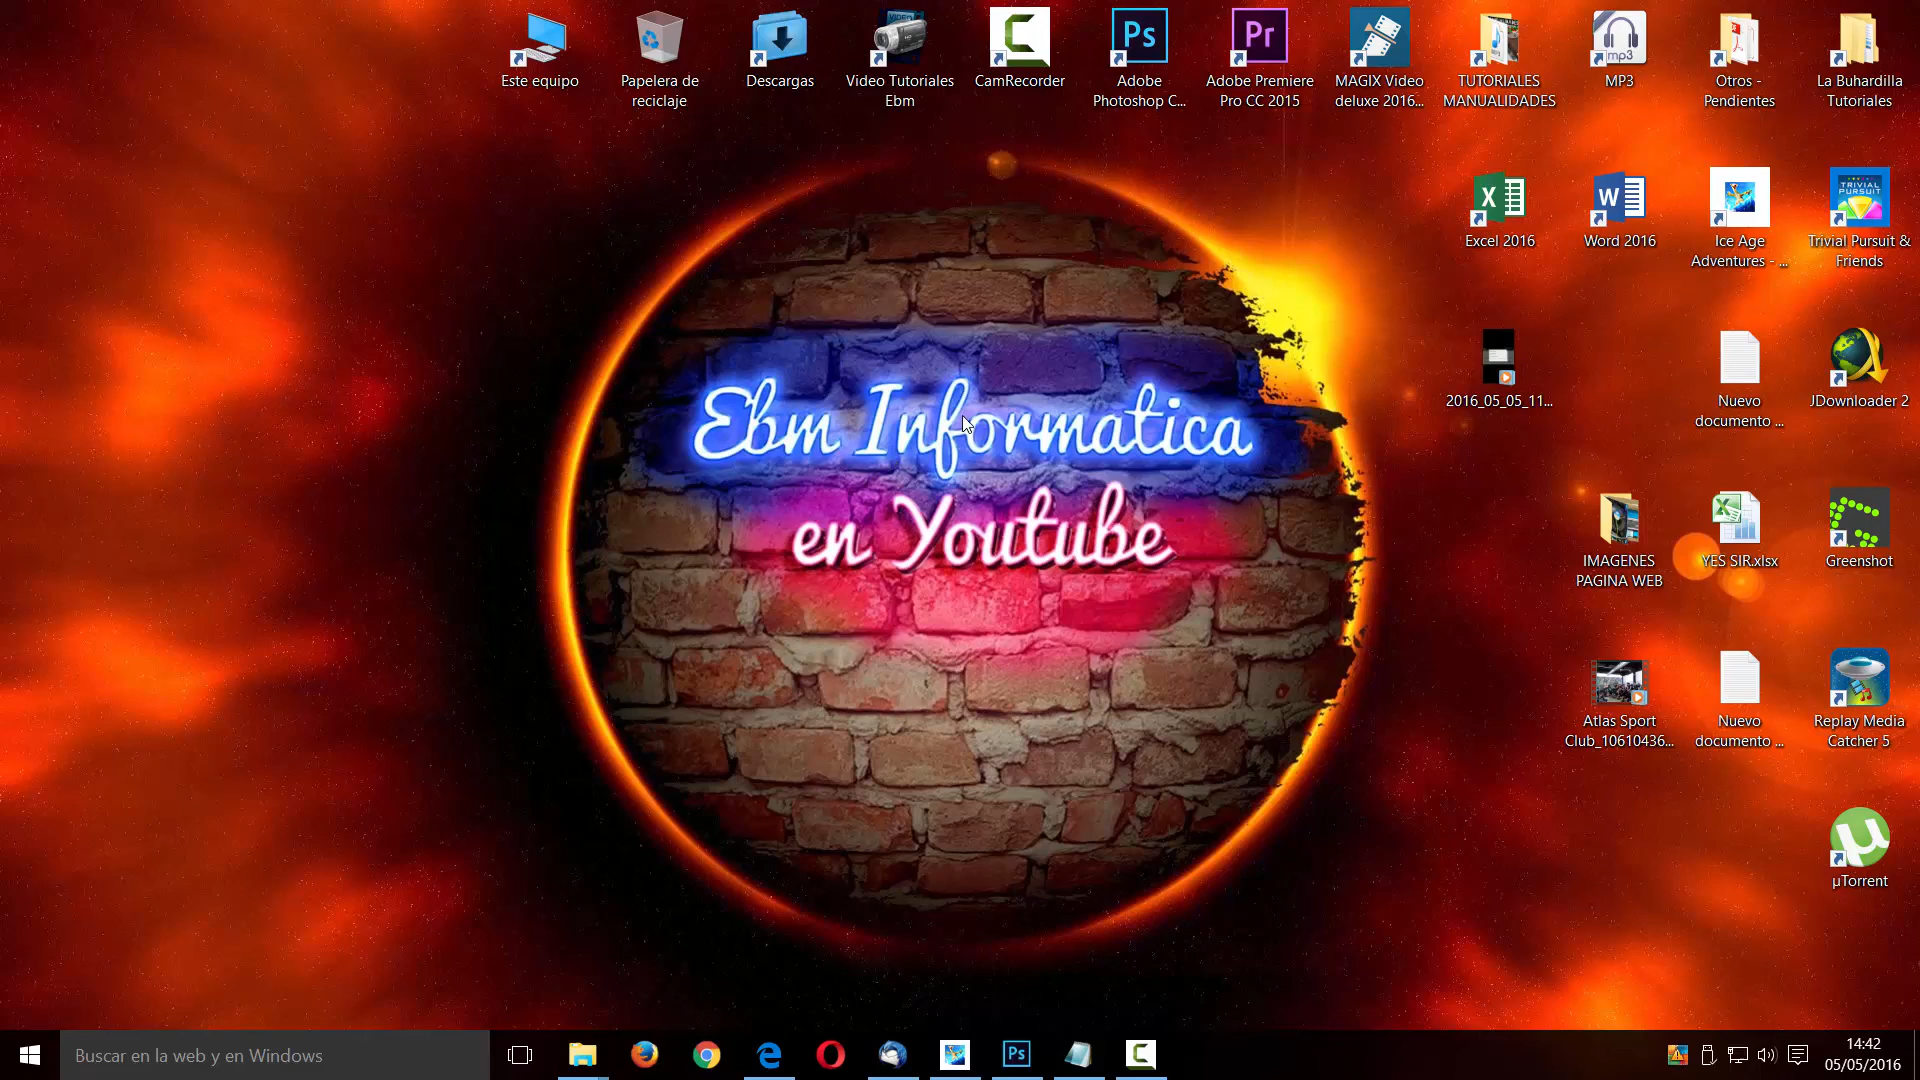 Este equipo
Papelera de
reciclaje
Descargas
Video Tutoriales
Ebm
CamRecorder
Adobe
Photoshop C...
Adobe Premiere
Pro CC 2015
MAGIX Video
deluxe 2016...
TUTORIALES
MANUALIDADES
mp3
MP3
Otros -
Pendientes
La Buhardilla
Tutoriales
Excel 2016
Word 2016
Ice Age
Adventures - ...
TRIVIAL
PURSUIT
Trivial Pursuit &
Friends
2016_05_05_11...
Nuevo
documento ...
JDownloader 2
Ebm Informatica
en Youtube
IMAGENES
PAGINA WEB
YES SIR.xlsx
Greenshot
Atlas Sport
Club_10610436...
Nuevo
documento ...
Replay Media
Catcher 5
µTorrent
Buscar en la web y en Windows
14:42
05/05/2016